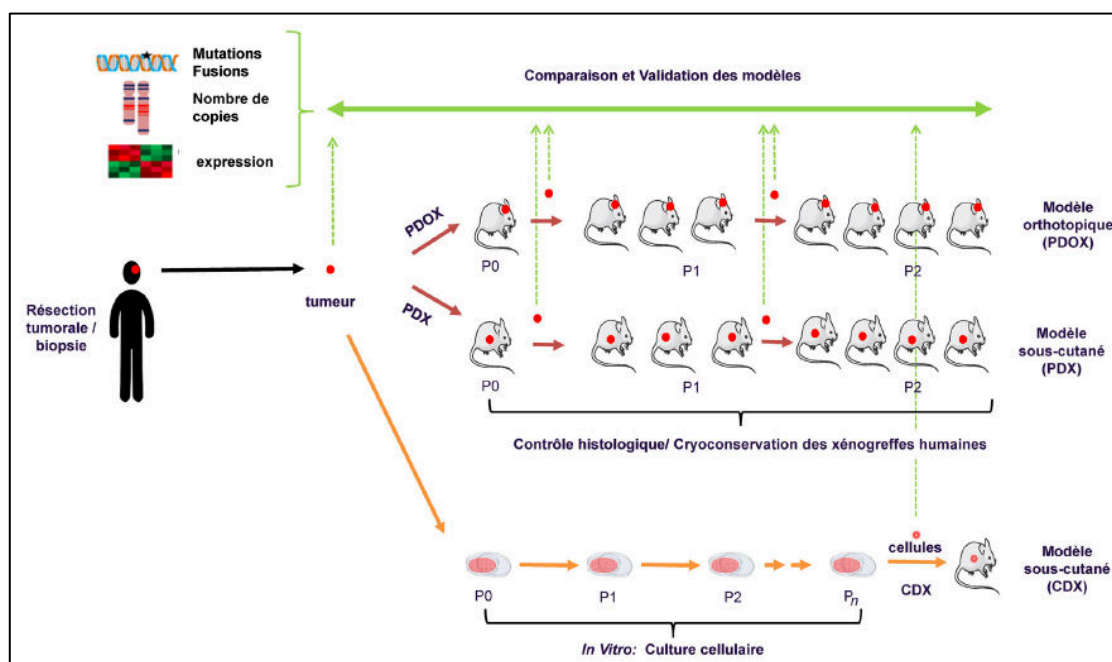 Mutations
Fusions
Nombre de
copies
expression
Comparaison et Validation des modèles
Résection
tumorale /
biopsie
tumeur
PDOX
PDX
P0
P1
P2
Modèle
orthotopique
(PDOX)
P0
P1
P2
Modèle
sous-cutané
(PDX)
Contrôle histologique/ Cryoconservation des xénogreffes humaines
P0
P1
P2
Pn
cellules
CDX
Modèle
sous-cutané
(CDX)
In Vitro: Culture cellulaire